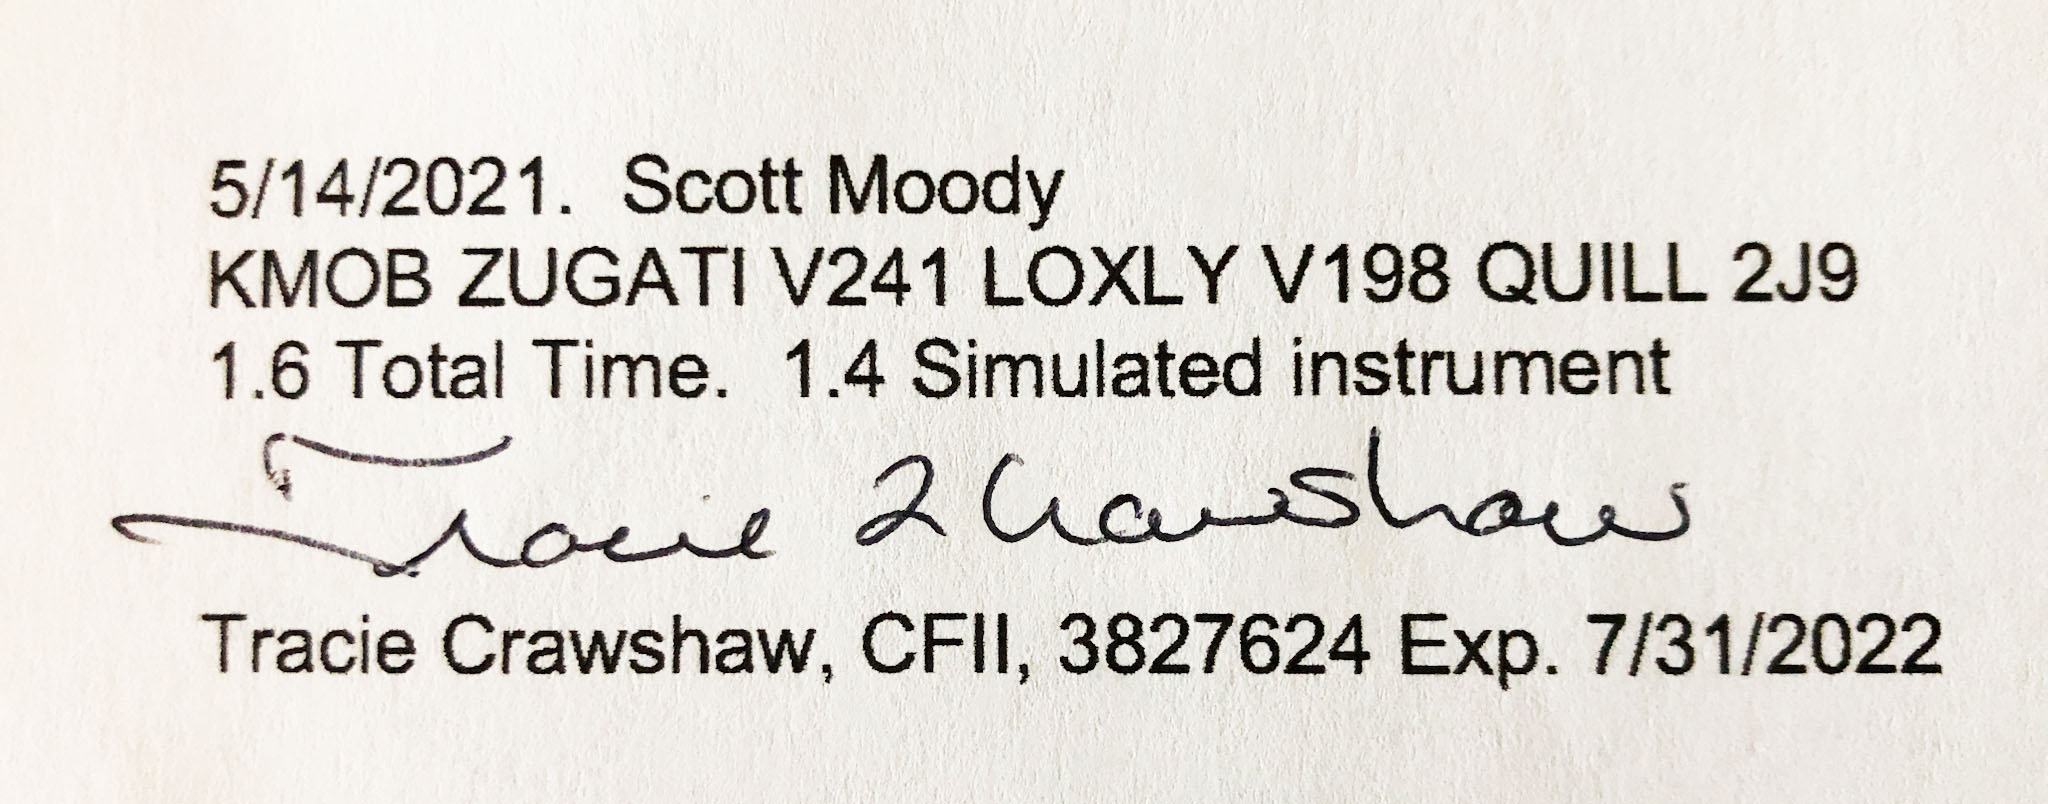 5/14/2021. Scott Moody
KMOB ZUGATI V241 LOXLY V198 QUILL 2J9
1.6 Total Time. 1.4 Simulated instrument
Tracie L Crawshaw
Tracie Crawshaw, CFII, 3827624 Exp. 7/31/2022